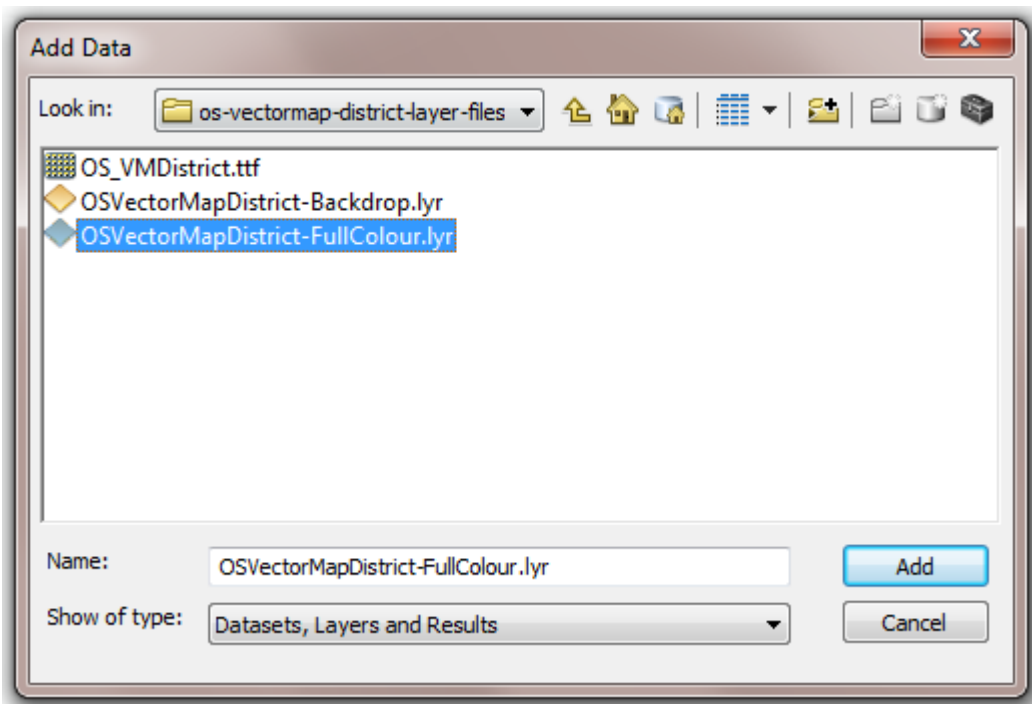 Add Data
Look in: os-vectormap-district-layer-files
OS_VMDistrict.ttf
OSVectorMapDistrict-Backdrop.lyr
OSVectorMapDistrict-FullColour.lyr
Name: OSVectorMapDistrict-FullColour.lyr Add
Show of type: Datasets, Layers and Results Cancel